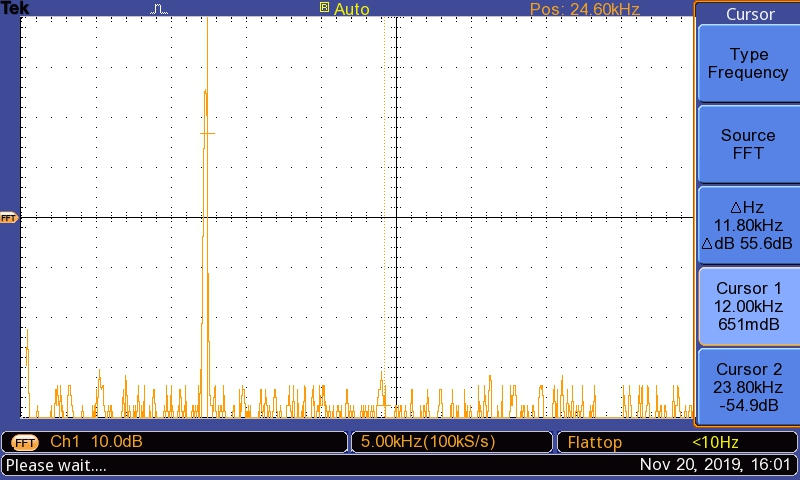 Tek
Auto
Pos: 24.60kHz
Cursor
Type
Frequency
Source
FFT
△Hz
11.80kHz
△dB 55.6dB
Cursor 1
12.00kHz
651mdB
Cursor 2
23.80kHz
-54.9dB
FFT
FFT Ch1 10.0dB
5.00kHz(100kS/s)
Flattop
<10Hz
Please wait....
Nov 20, 2019, 16:01